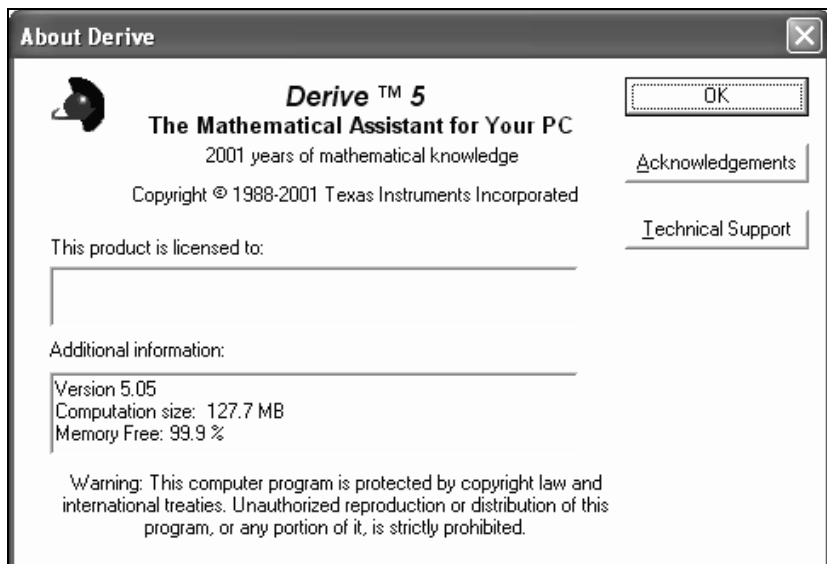 About Derive
Derive ™ 5
The Mathematical Assistant for Your PC
2001 years of mathematical knowledge
Copyright © 1988-2001 Texas Instruments Incorporated
OK
Acknowledgements
Technical Support
This product is licensed to:
Additional information:
Version 5.05
Computation size: 127.7 MB
Memory Free: 99.9 %
Warning: This computer program is protected by copyright law and
international treaties. Unauthorized reproduction or distribution of this
program, or any portion of it, is strictly prohibited.